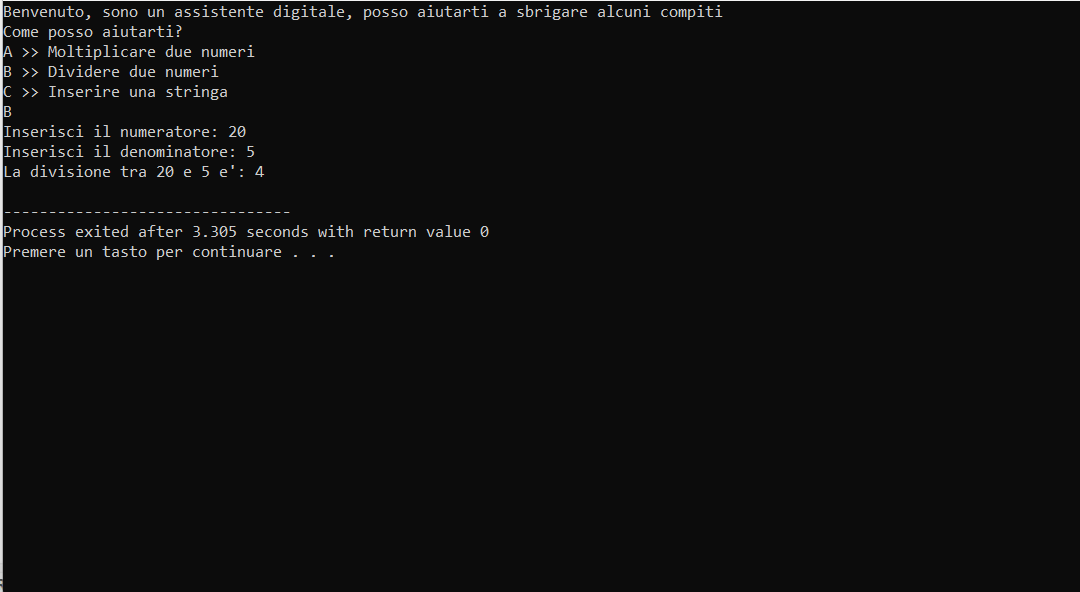 Benvenuto, sono un assistente digitale, posso aiutarti a sbrigare alcuni compiti
Come posso aiutarti?
A >> Moltiplicare due numeri
B >> Dividere due numeri
C >> Inserire una stringa
B
Inserisci il numeratore: 20
Inserisci il denominatore: 5
La divisione tra 20 e 5 e': 4
--------------------------------
Process exited after 3.305 seconds with return value 0
Premere un tasto per continuare . . .